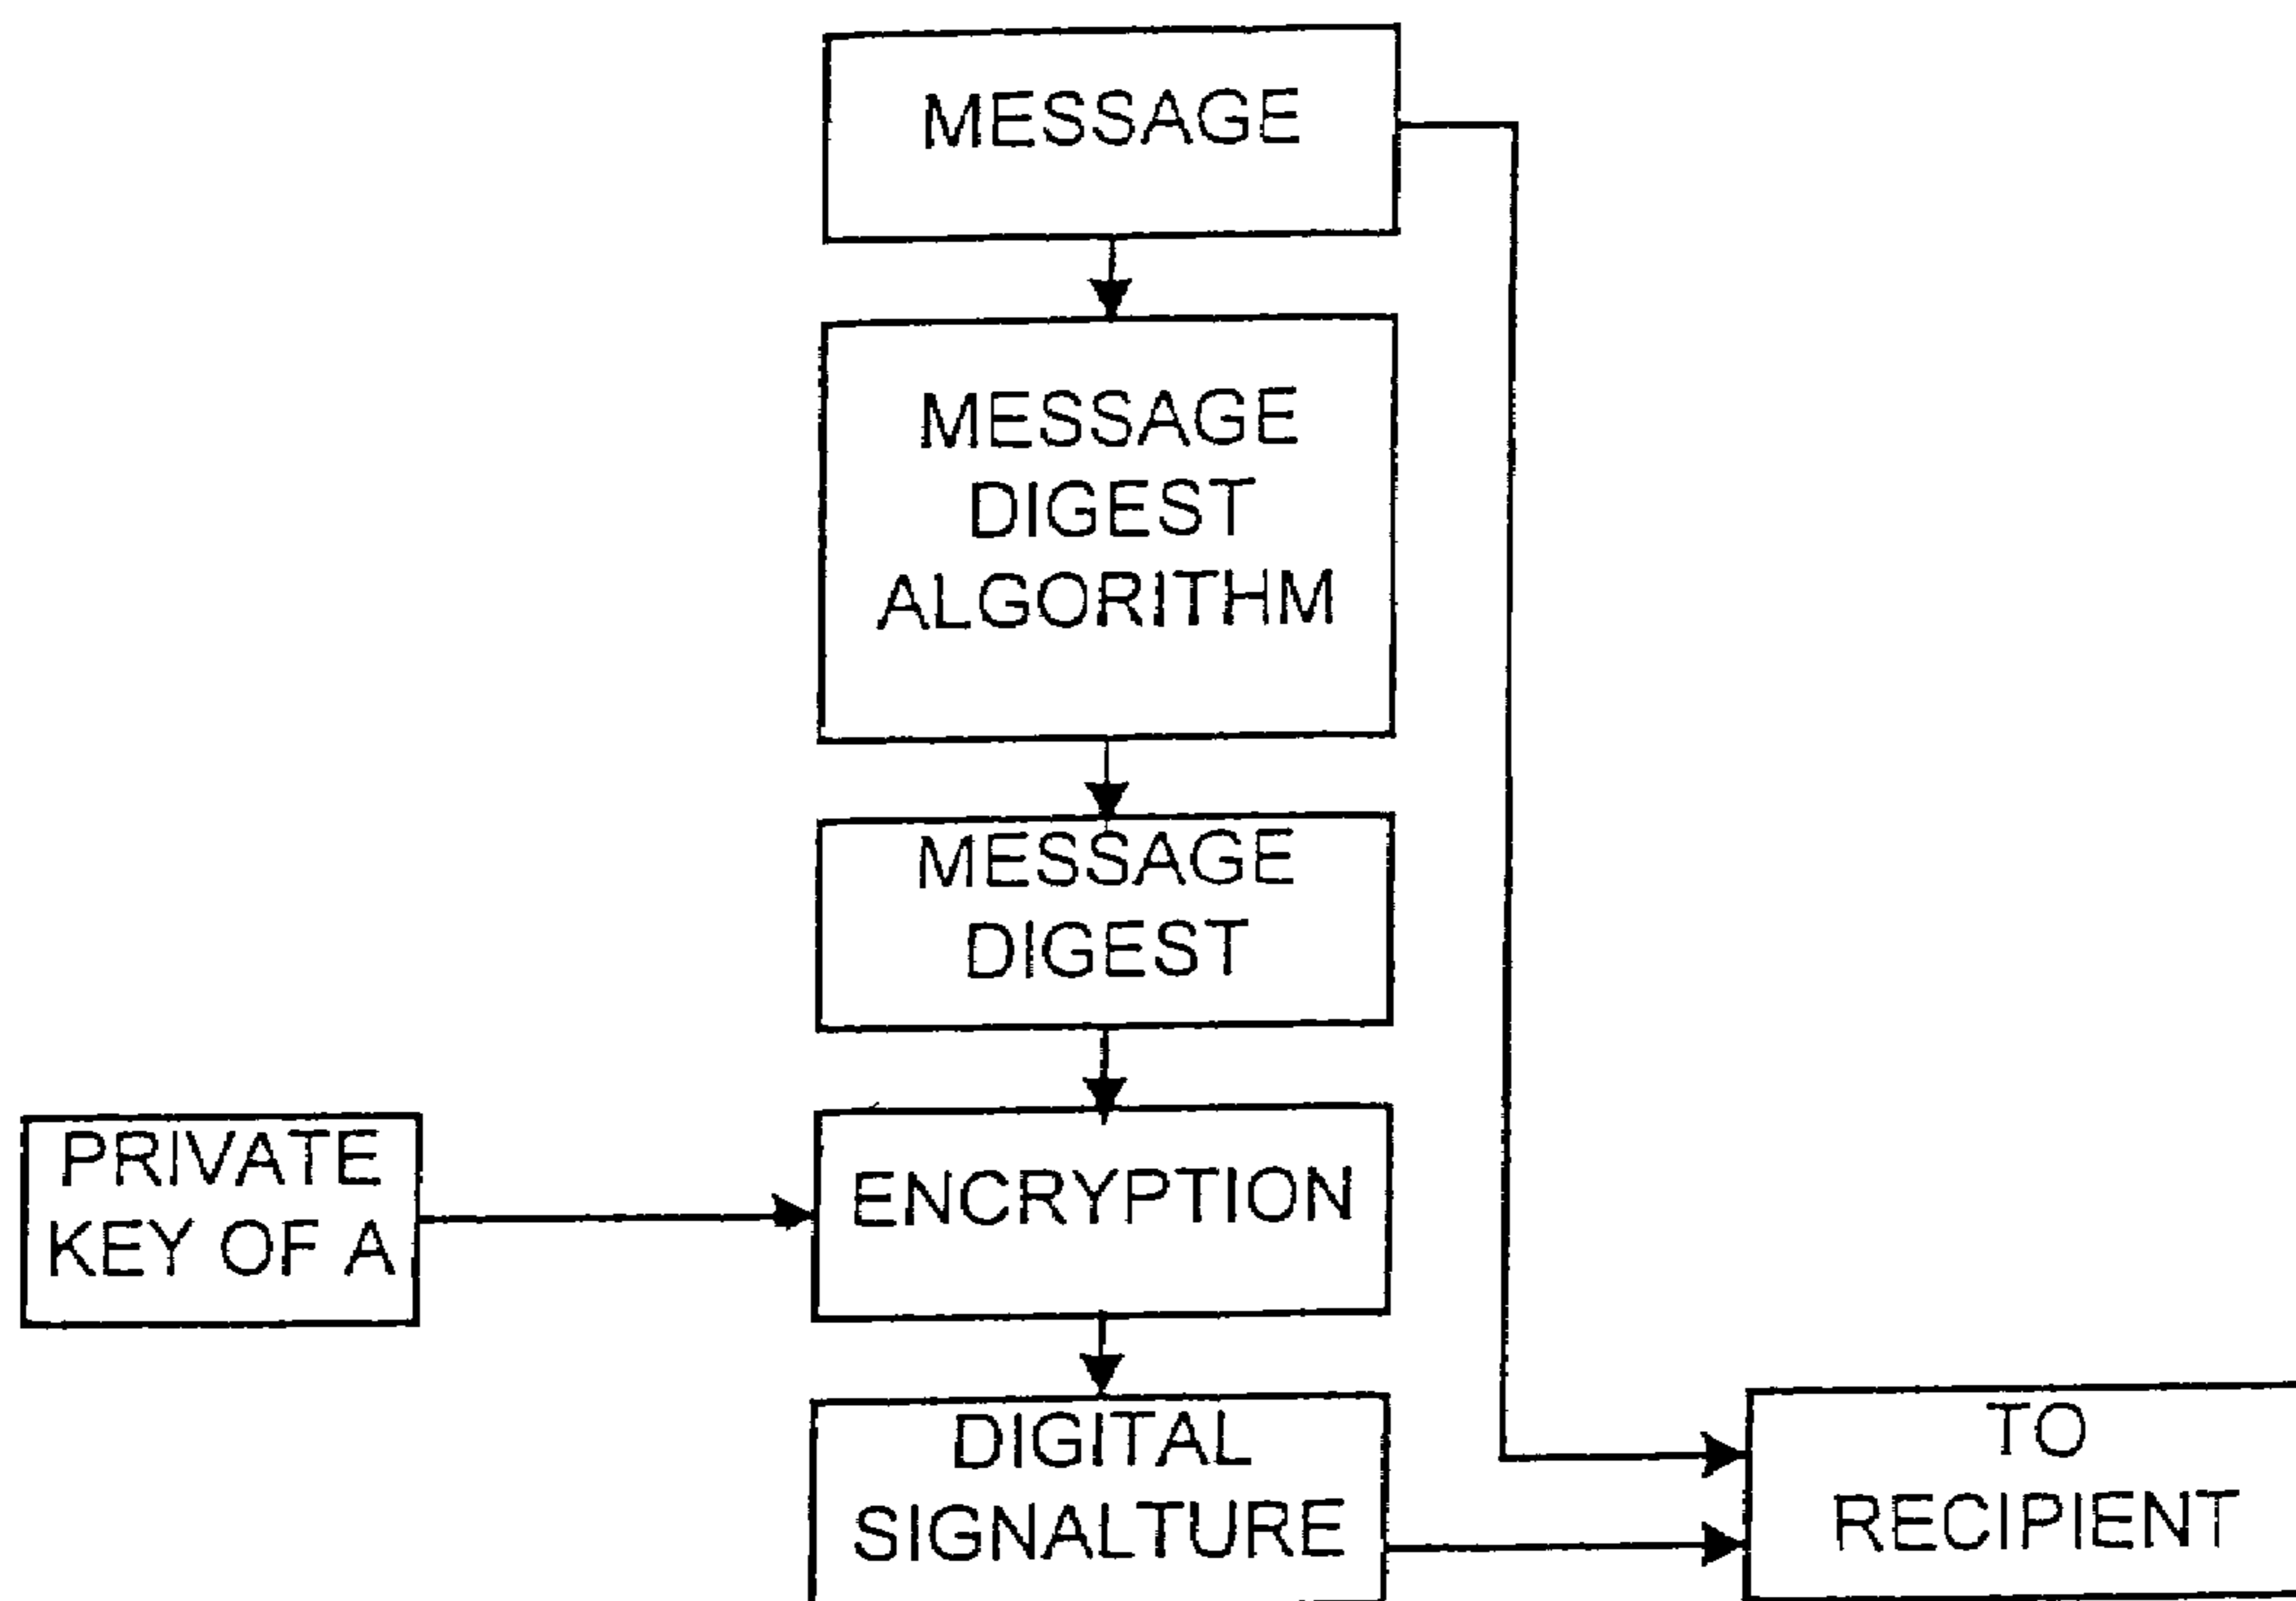 MESSAGE
MESSAGE
DIGEST
ALGORITHM
MESSAGE
DIGEST
PRIVATE
KEY OF A
ENCRYPTION
DIGITAL
SIGNALTURE
TO
RECIPIENT